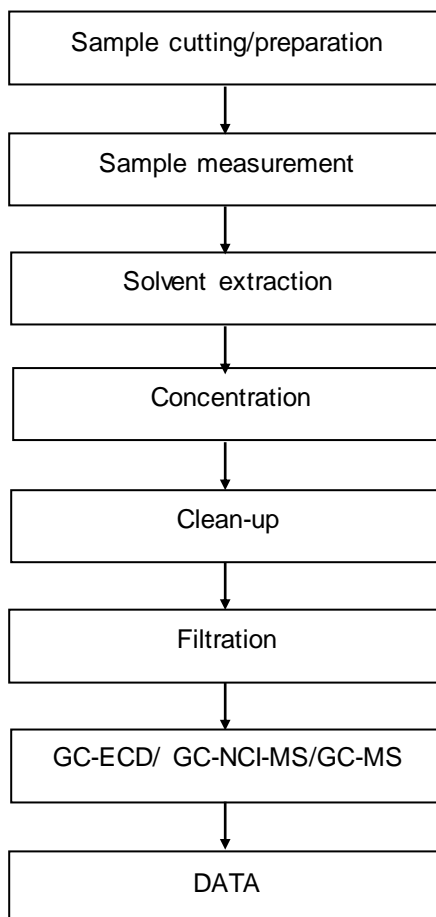 Sample cutting/preparation
Sample measurement
Solvent extraction
Concentration
Clean-up
Filtration
GC-ECD/ GC-NCI-MS/GC-MS
DATA